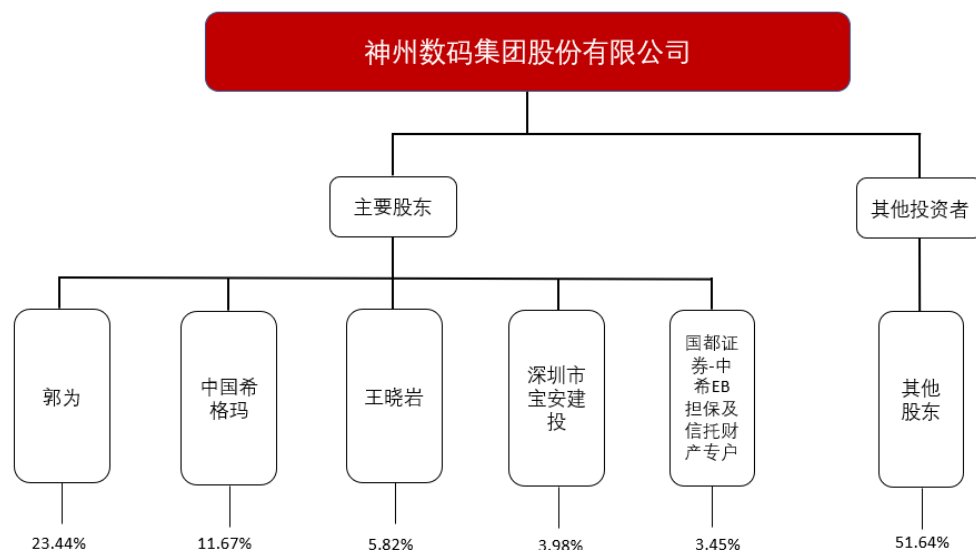 神州数码集团股份有限公司
主要股东
其他投资者
郭为
中国希
格玛
王晓岩
深圳市
宝安建
投
国都证
券-中
希EB
担保及
信托财
产专户
其他
股东
23.44%
11.67%
5.82%
3.98%
3.45%
51.64%